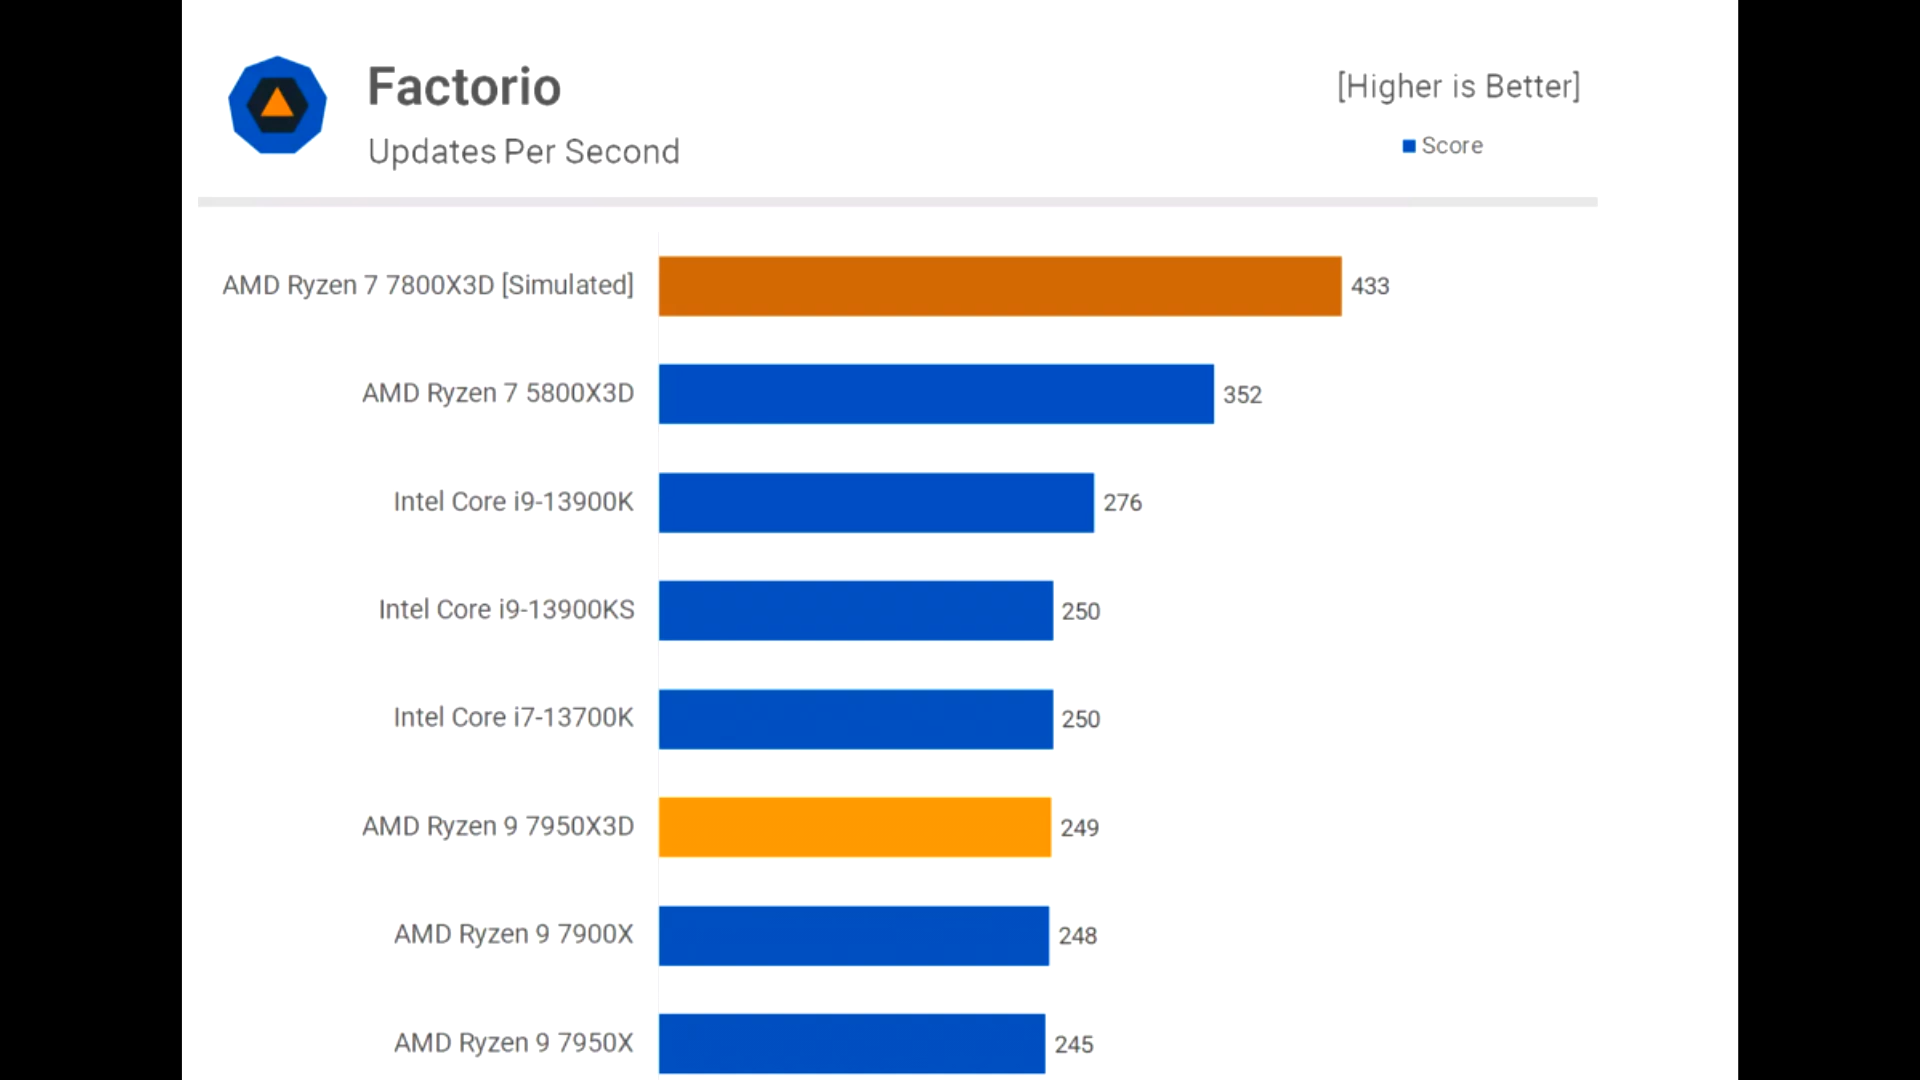 Factorio
[Higher is Better]
Updates Per Second
Score
AMD Ryzen 7 7800X3D [Simulated]
433
AMD Ryzen 7 5800X3D
352
Intel Core i9-13900K
276
Intel Core i9-13900KS
250
Intel Core i7-13700K
250
AMD Ryzen 9 7950X3D
249
AMD Ryzen 9 7900X
248
AMD Ryzen 9 7950X
245